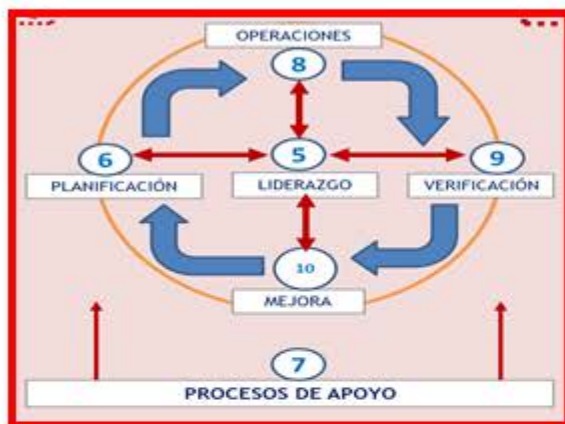 OPERACIONES
8
6
5
9
PLANIFICACIÓN
LIDERAZGO
VERIFICACIÓN
10
MEJORA
7
PROCESOS DE APOYO